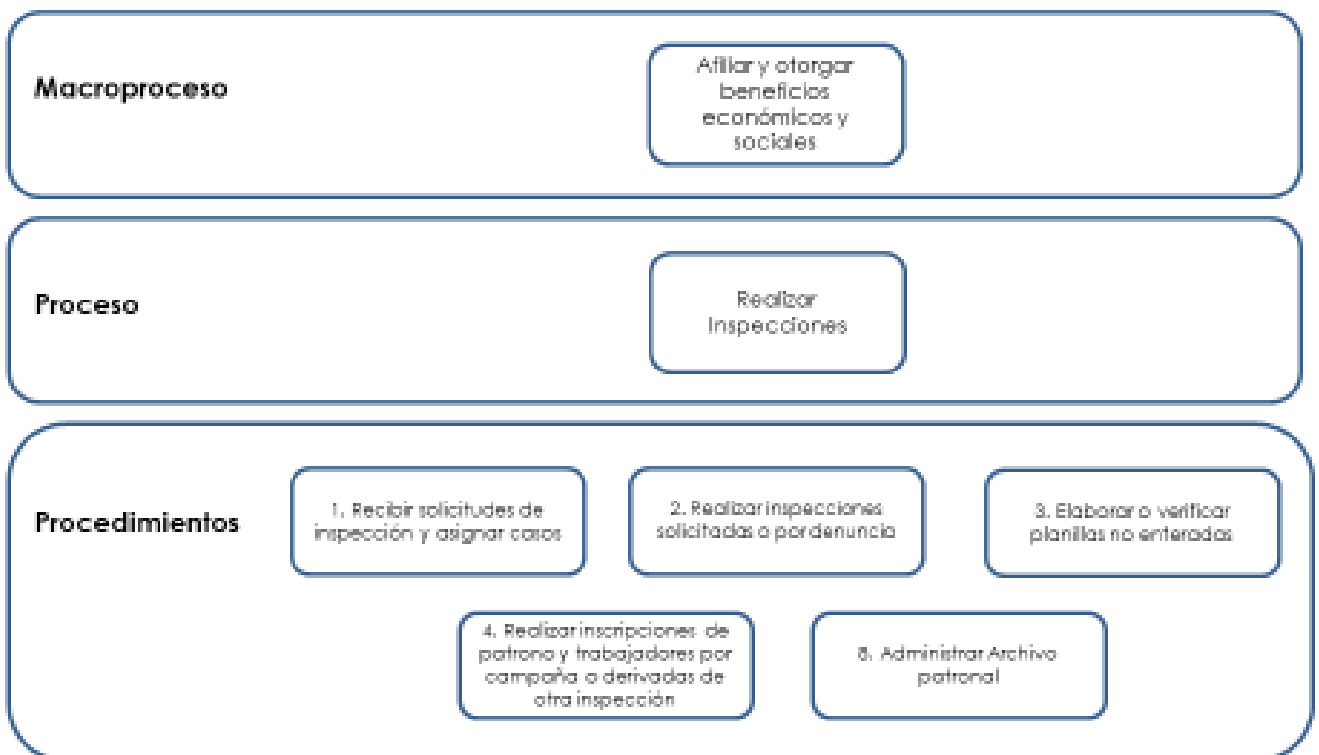 Macroproceso
Afiliar y otorgar
beneficios
económicos y
sociales
Proceso
Realizar
Inspecciones
Procedimientos
1. Recibir solicitudes de
inspección y asignar casos
2. Realizar inspecciones
solicitadas o por denuncia
3. Elaborar o verificar
planillas no enteradas
4. Realizar inscripciones de
patrono y trabajadores por
campaña o derivadas de
otra inspección
8. Administrar Archivo
patronal